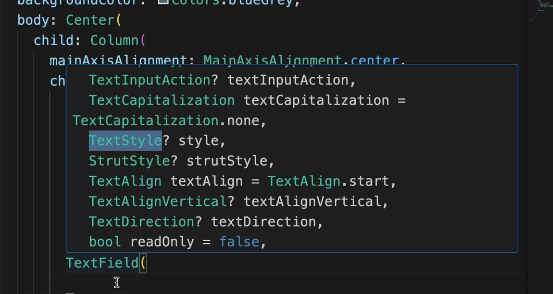 backgroundColor: Colors.blueGrey,
body: Center(
child: Column(
mainAxisAlignment: MainAxisAlignment.center,
ch
TextInputAction? textInputAction,
TextCapitalization textCapitalization =
TextCapitalization.none,
TextStyle? style,
StrutStyle? strutStyle,
TextAlign textAlign = TextAlign.start,
TextAlignVertical? textAlignVertical,
TextDirection? textDirection,
bool readOnly = false,
TextField(